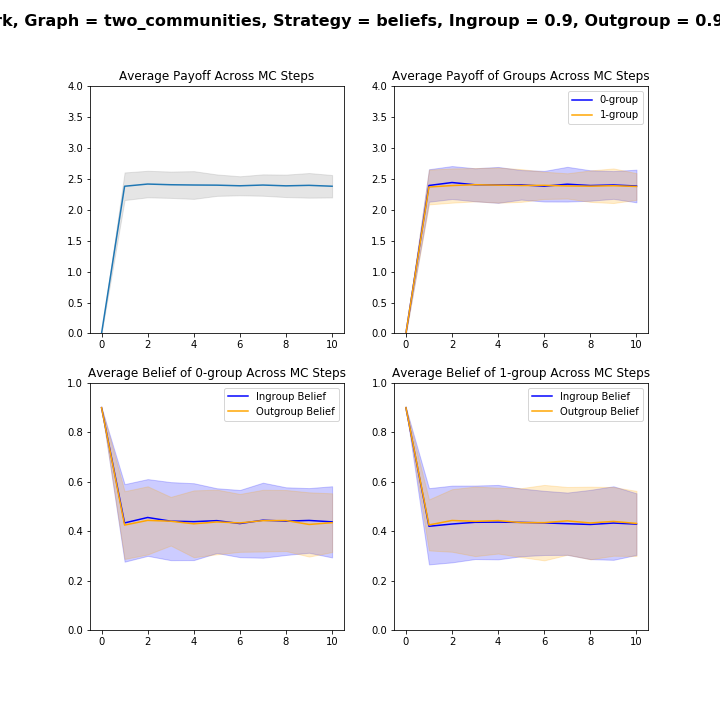 Graph = two_communities, Strategy = beliefs, Ingroup = 0.9, Outgroup = 0.9
Average Payoff Across MC Steps
4.0
3.5
3.0
2.5
2.0
1.5
1.0
0.5
0.0
0 2 4 6 8 10
Average Payoff of Groups Across MC Steps
0-group
1-group
4.0
3.5
3.0
2.5
2.0
1.5
1.0
0.5
0.0
0 2 4 6 8 10
Average Belief of 0-group Across MC Steps
Ingroup Belief
Outgroup Belief
1.0
0.8
0.6
0.4
0.2
0.0
0 2 4 6 8 10
Average Belief of 1-group Across MC Steps
Ingroup Belief
Outgroup Belief
1.0
0.8
0.6
0.4
0.2
0.0
0 2 4 6 8 10